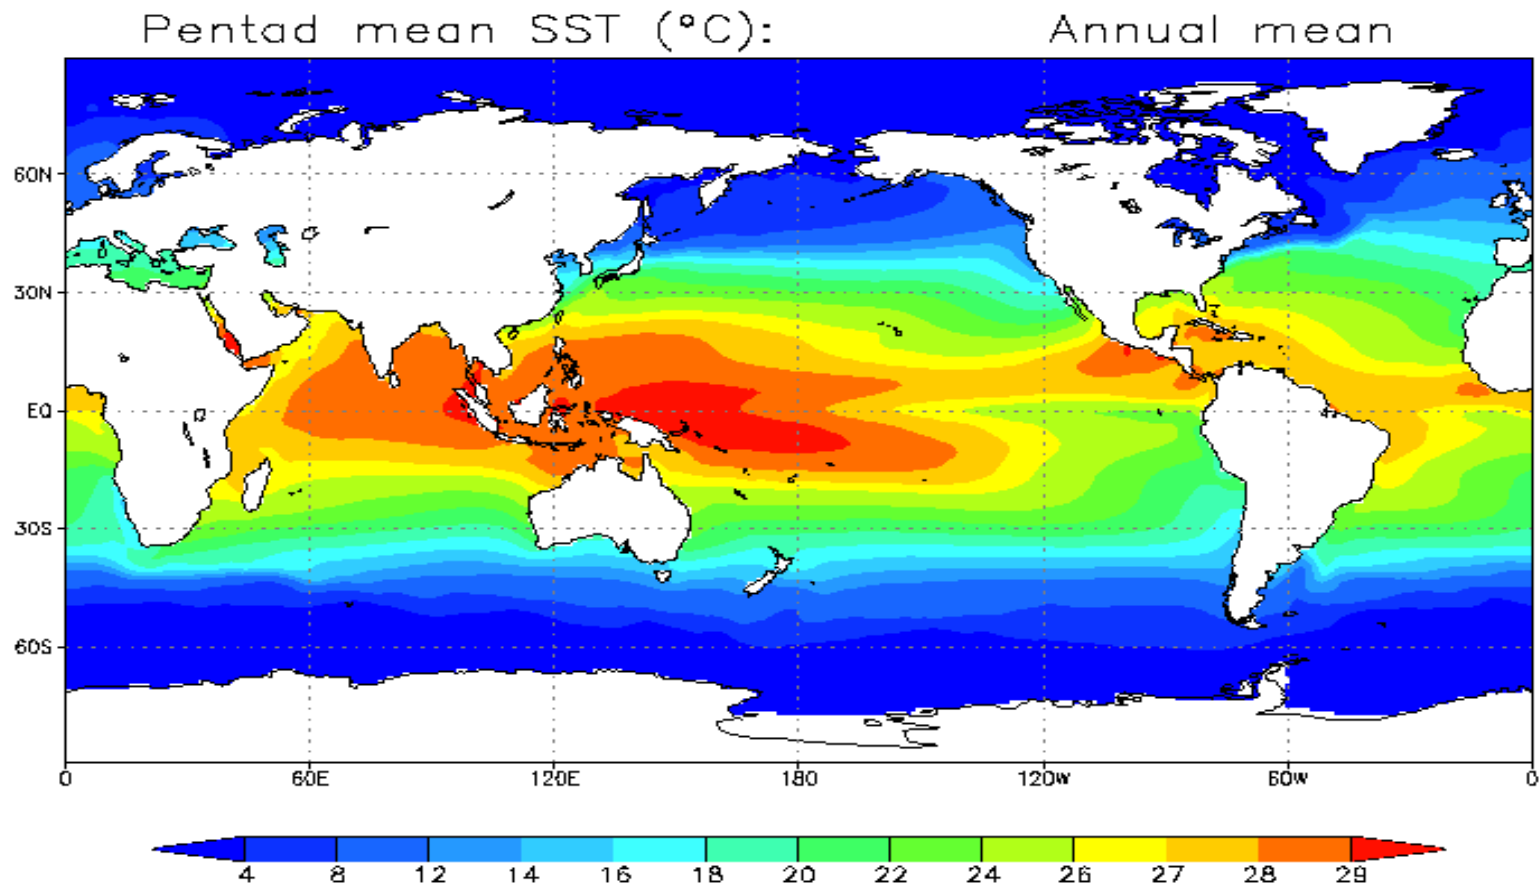 Pentad mean SST (°C): Annual mean
60N
30N
EQ
30S
60S
0 60E 120E 180 120W 60W 0
4 8 12 14 16 18 20 22 24 26 27 28 29